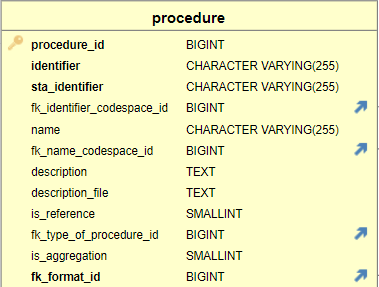 procedure
procedure_id BIGINT
identifier CHARACTER VARYING(255)
sta_identifier CHARACTER VARYING(255)
fk_identifier_codespace_id BIGINT
name CHARACTER VARYING(255)
fk_name_codespace_id BIGINT
description TEXT
description_file TEXT
is_reference SMALLINT
fk_type_of_procedure_id BIGINT
is_aggregation SMALLINT
fk_format_id BIGINT